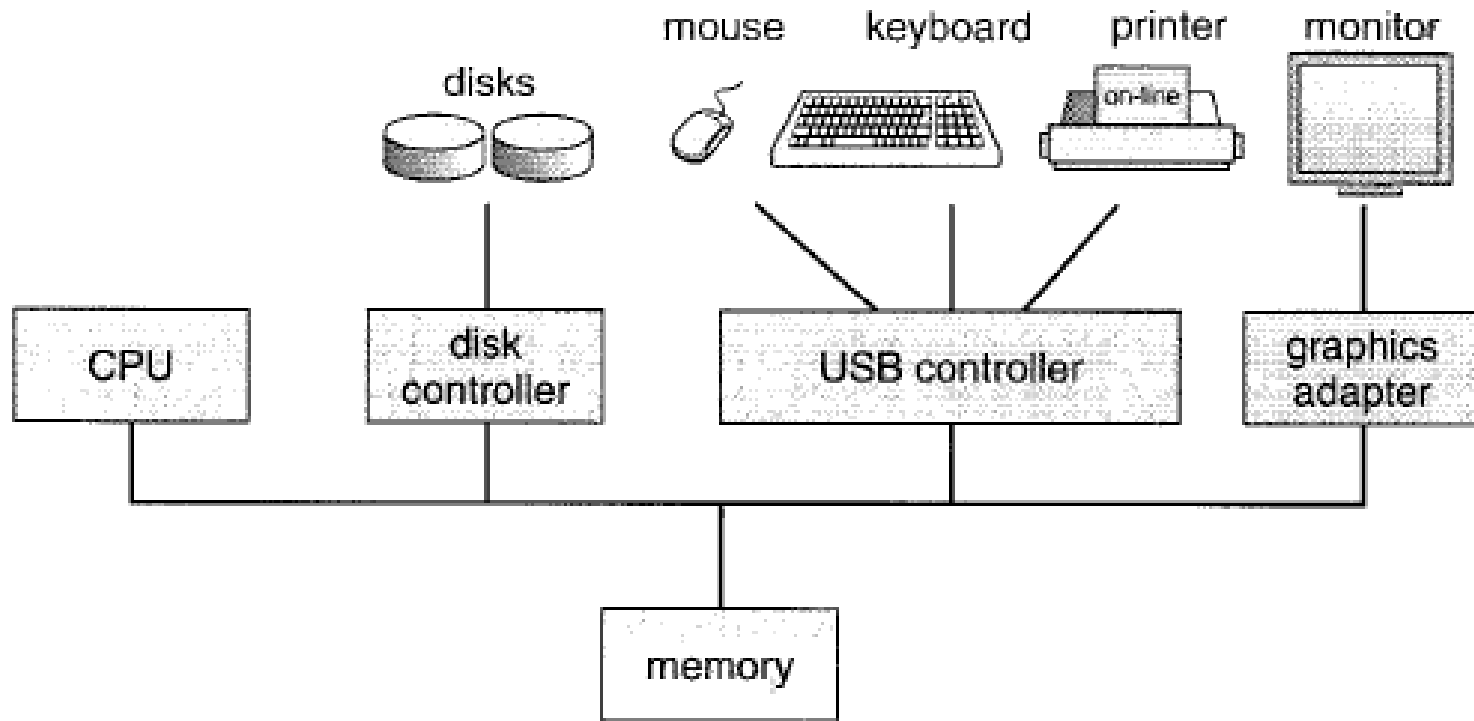 mouse keyboard printer monitor
disks
on-line
CPU
disk
controller
USB controller
graphics
adapter
memory